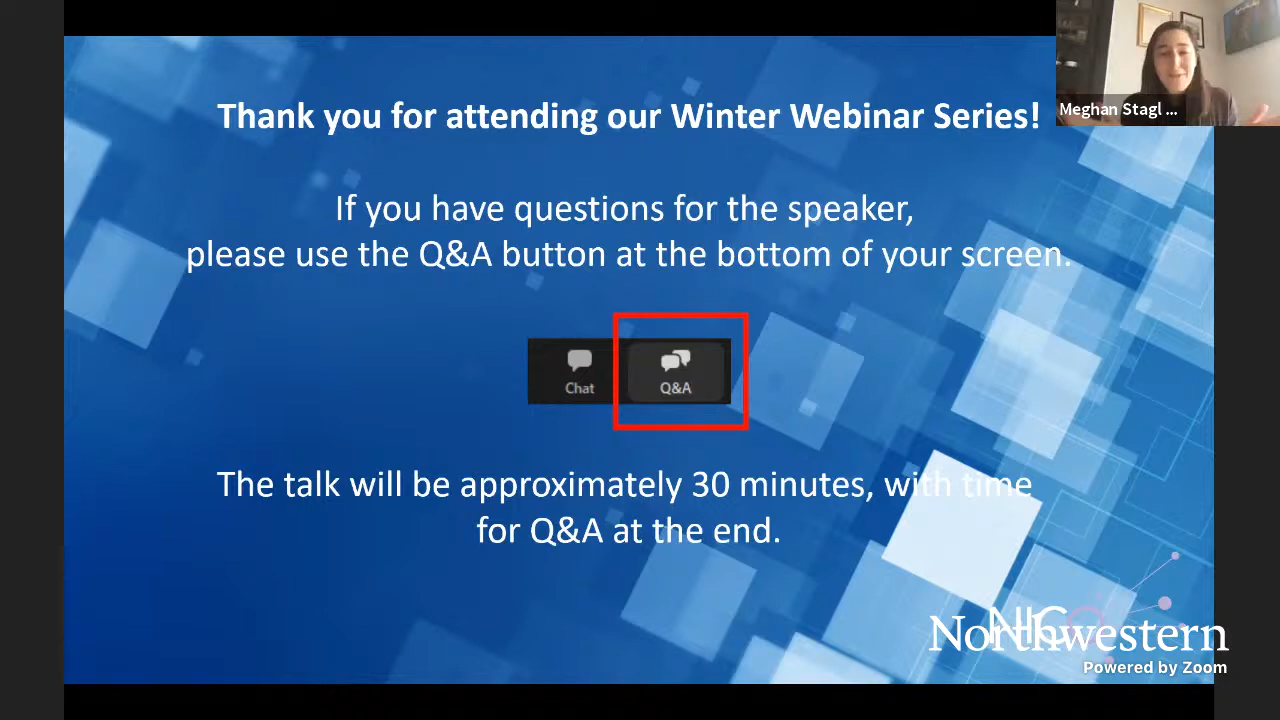 Thank you for attending our Winter Webinar Series!
Meghan Stagl ...
If you have questions for the speaker,
please use the Q&A button at the bottom of your screen.
Chat
Q&A
The talk will be approximately 30 minutes, with time
for Q&A at the end.
NICO
Northwestern
Powered by Zoom